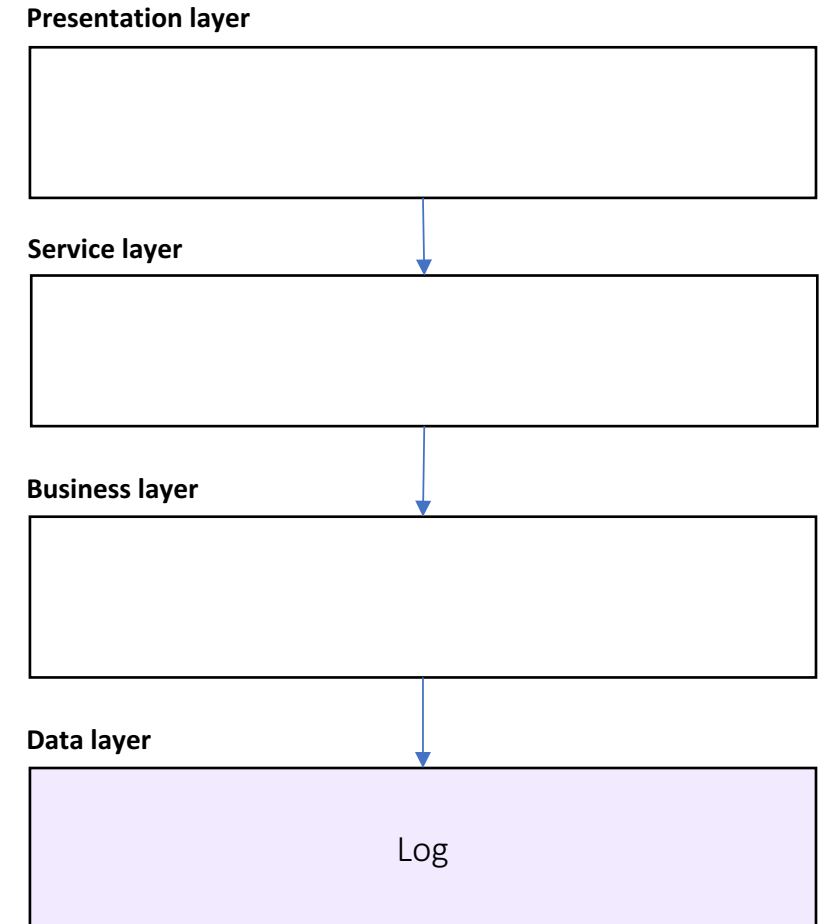 Presentation layer
Service layer
Business layer
Data layer
Log